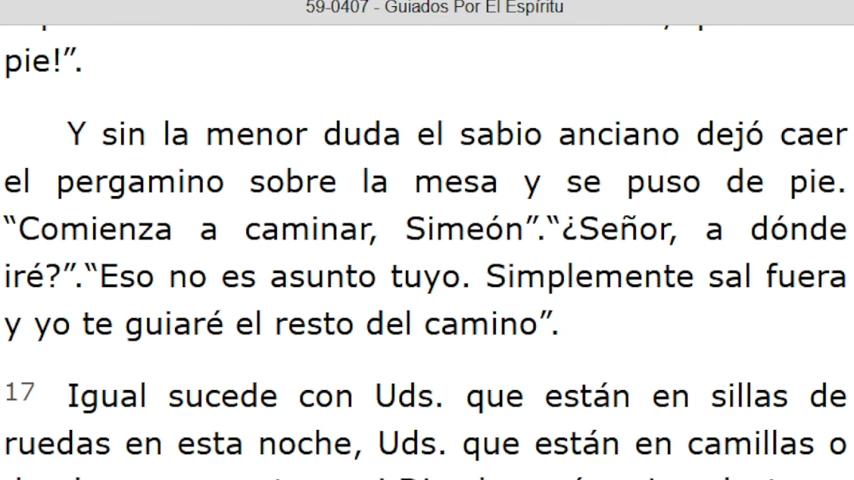 59-0407 - Guiados Por El Espíritu
pie!”.
Y sin la menor duda el sabio anciano dejó caer
el pergamino sobre la mesa y se puso de pie.
“Comienza a caminar, Simeón”.“¿Señor, a dónde
iré?”.“Eso no es asunto tuyo. Simplemente sal fuera
y yo te guiaré el resto del camino”.
17 Igual sucede con Uds. que están en sillas de
ruedas en esta noche, Uds. que están en camillas o